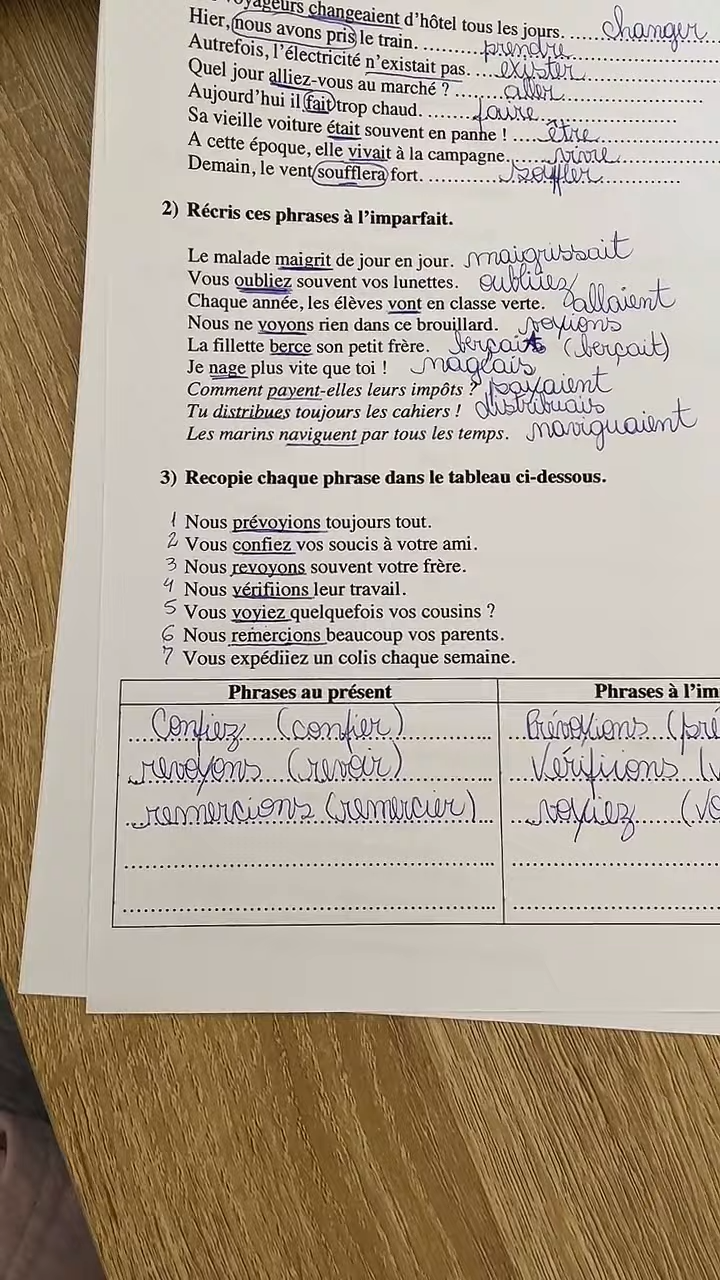 yageurs changeaient d'hôtel tous les jours. ..... changer
Hier, nous avons pris le train. ........ prendre
Autrefois, l'électricité n'existait pas. ..... exister
Quel jour alliez-vous au marché ? ....... aller
Aujourd'hui il fait trop chaud. ........ faire
Sa vieille voiture était souvent en panne ! ..... être
A cette époque, elle vivait à la campagne. ...... vivre
Demain, le vent soufflera fort. ........ souffler
2) Récris ces phrases à l'imparfait.
Le malade maigrit de jour en jour. maigrissait
Vous oubliez souvent vos lunettes. oubliiez
Chaque année, les élèves vont en classe verte. allaient
Nous ne voyons rien dans ce brouillard. voyions
La fillette berce son petit frère. berçait (berçait)
Je nage plus vite que toi ! nageais
Comment payent-elles leurs impôts ? payaient
Tu distribues toujours les cahiers ! distribuais
Les marins naviguent par tous les temps. naviguaient
3) Recopie chaque phrase dans le tableau ci-dessous.
1 Nous prévoyions toujours tout.
2 Vous confiez vos soucis à votre ami.
3 Nous revoyons souvent votre frère.
4 Nous vérifiions leur travail.
5 Vous voyiez quelquefois vos cousins ?
6 Nous remercions beaucoup vos parents.
7 Vous expédiiez un colis chaque semaine.
Phrases au présent Phrases à l'im
Confiez (confier) Prévoyions (pré
revoyons (revoir) Vérifiions (v
remercions (remercier) voyiez (vo